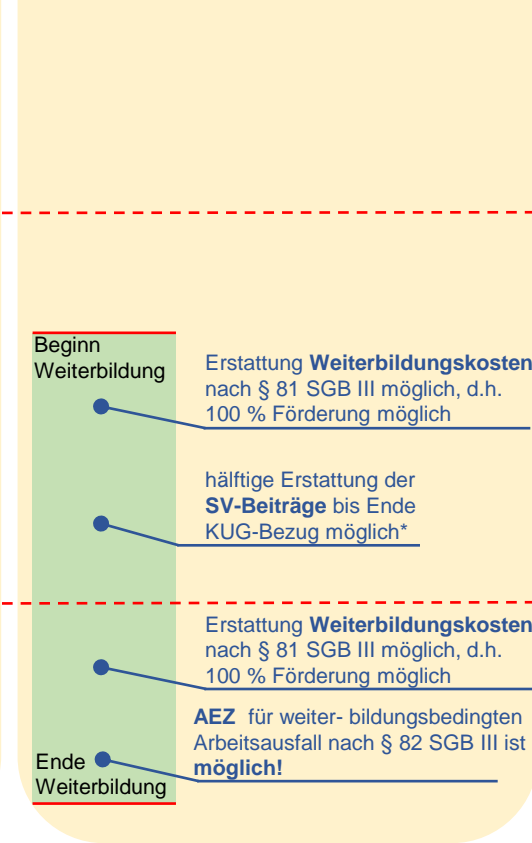 Beginn
Weiterbildung
Erstattung Weiterbildungskosten
nach § 81 SGB III möglich, d.h.
100 % Förderung möglich
hälftige Erstattung der
SV-Beiträge bis Ende
KUG-Bezug möglich*
Erstattung Weiterbildungskosten
nach § 81 SGB III möglich, d.h.
100 % Förderung möglich
AEZ für weiter- bildungsbedingten
Arbeitsausfall nach § 82 SGB III ist
möglich!
Ende
Weiterbildung